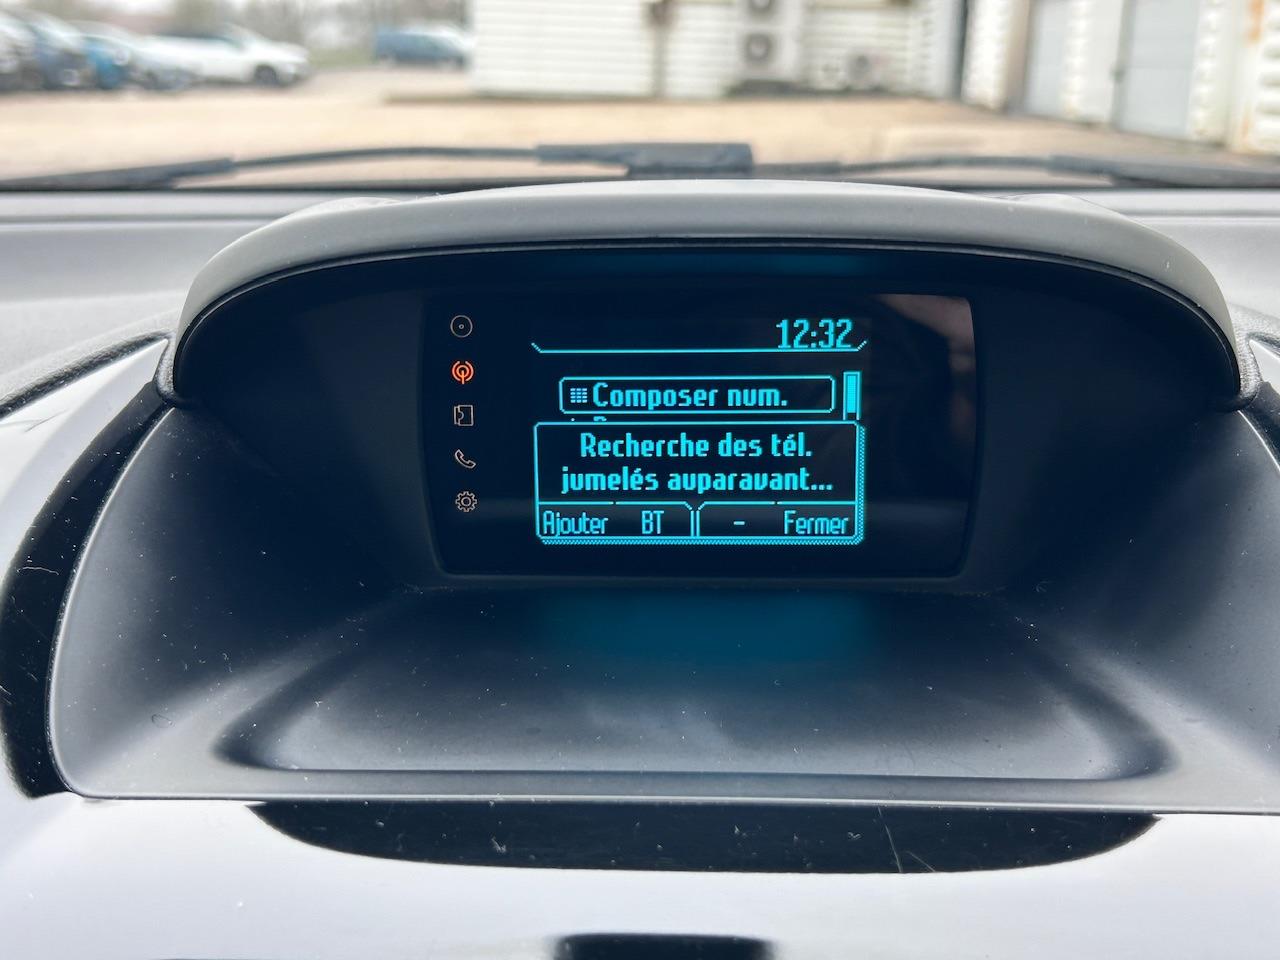 12:32
Composer num.
Recherche des tél.
jumelés auparavant...
Ajouter BT - Fermer